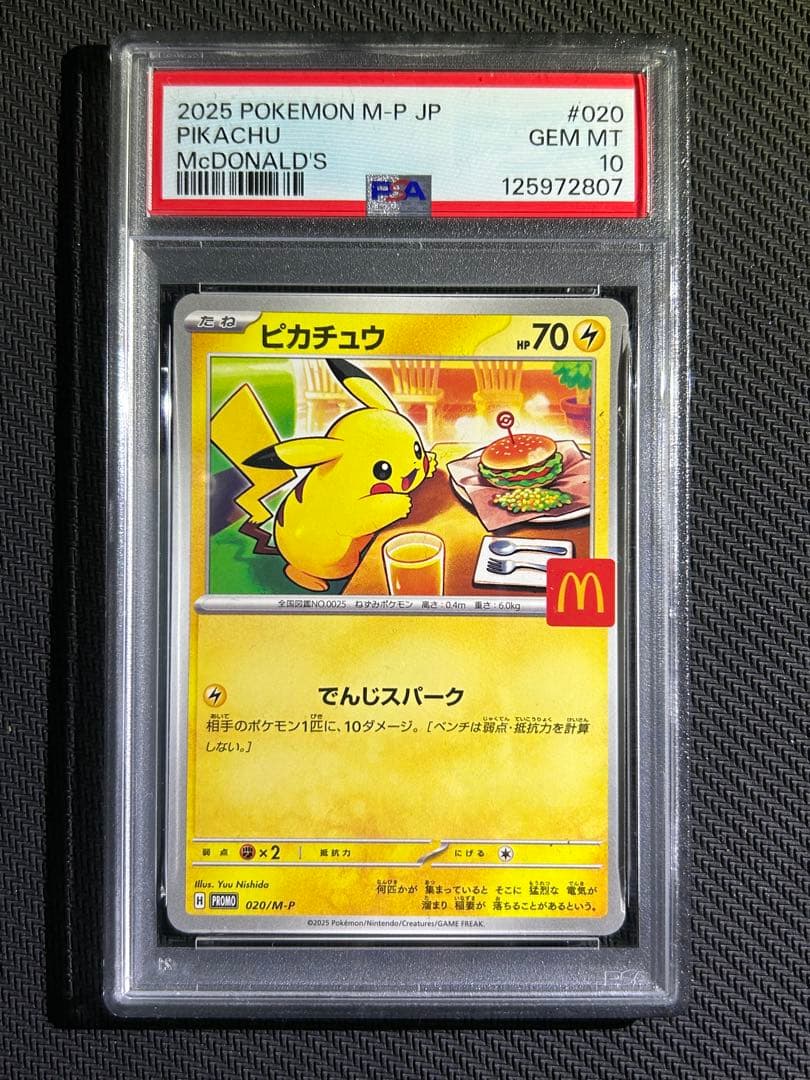 2025 POKEMON M-P JP #020
PIKACHU GEM MT
McDONALD'S 10
PSA 125972807
たね ピカチュウ HP70
全国図鑑NO.0025 ねずみポケモン 高さ:0.4m 重さ:6.0kg
でんじスパーク
相手のポケモン1匹に、10ダメージ。[ベンチは弱点・抵抗力を計算
しない。]
弱点 ×2 抵抗力 にげる
Illus. Yuu Nishida
何匹かが 集まっていると そこに 猛烈な 電気が
H PROMO 020/M-P
溜まり 稲妻が 落ちることがあるという。
©2025 Pokémon/Nintendo/Creatures/GAME FREAK.